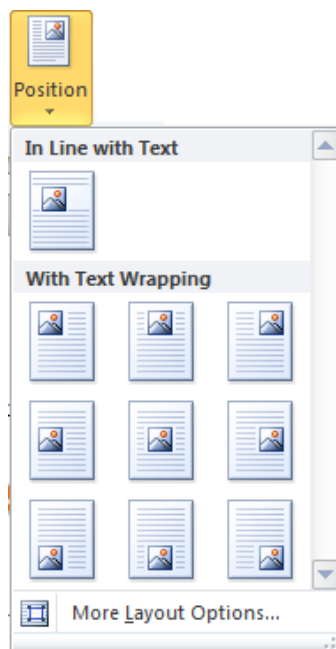 Position
In Line with Text
With Text Wrapping
More Layout Options...